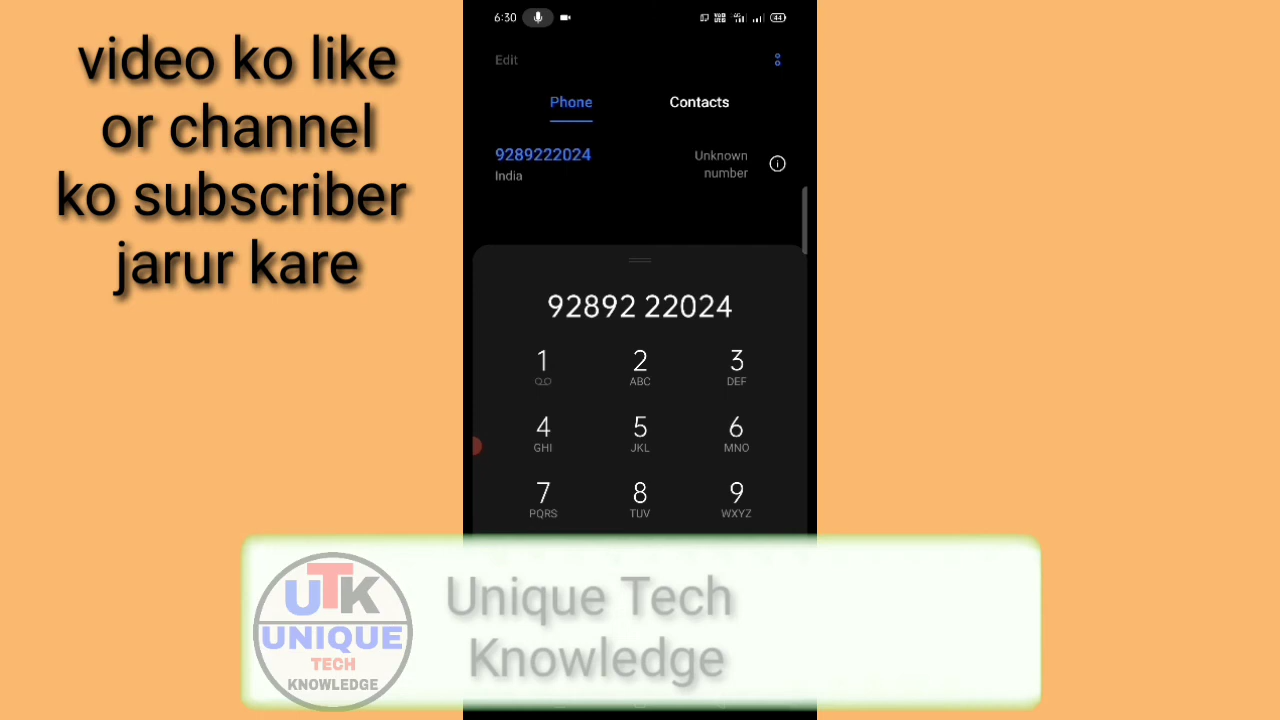 video ko like
or channel
ko subscriber
jarur kare
6:30
44
Edit
Phone Contacts
9289222024
India
Unknown
number
92892 22024
1 2 3
ABC DEF
4 5 6
GHI JKL MNO
7 8 9
PQRS TUV WXYZ
UTK
UNIQUE
TECH
KNOWLEDGE
Unique Tech
Knowledge